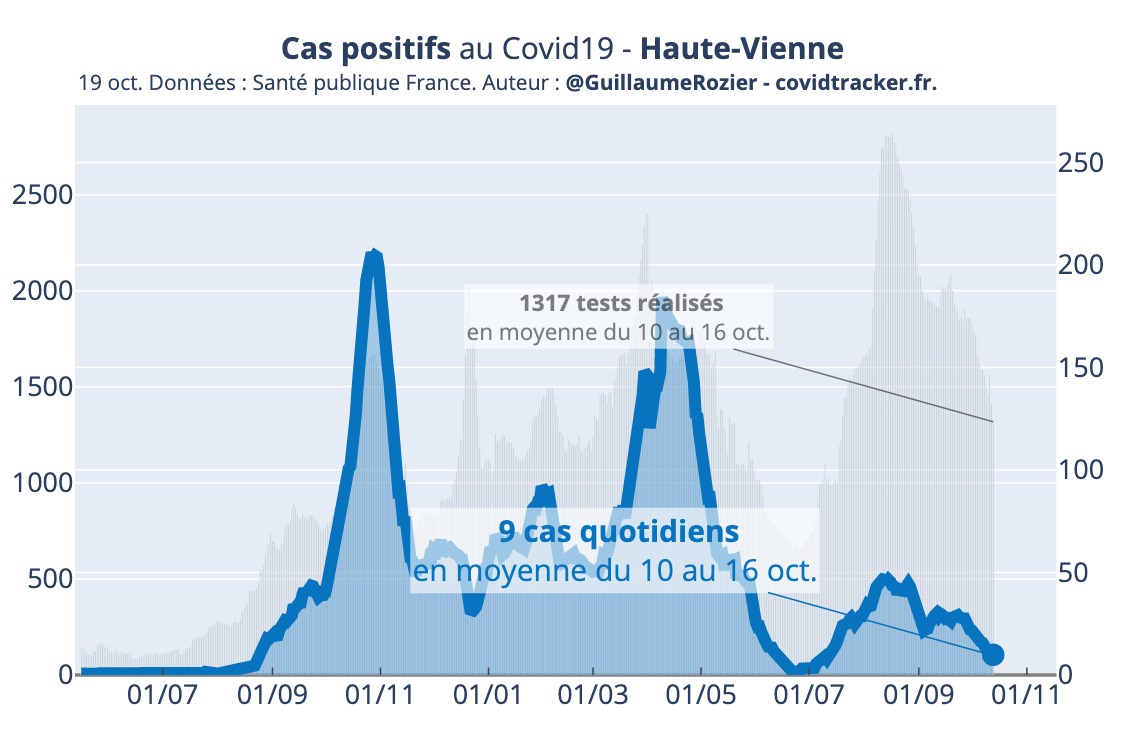 Cas positifs au Covid19 - Haute-Vienne
19 oct. Données : Santé publique France. Auteur : @GuillaumeRozier - covidtracker.fr.
250
2500
200
2000
1317 tests réalisés
en moyenne du 10 au 16 oct.
150
1500
100
1000
9 cas quotidiens
en moyenne du 10 au 16 oct.
500
50
0
0
01/07 01/09 01/11 01/01 01/03 01/05 01/07 01/09 01/11